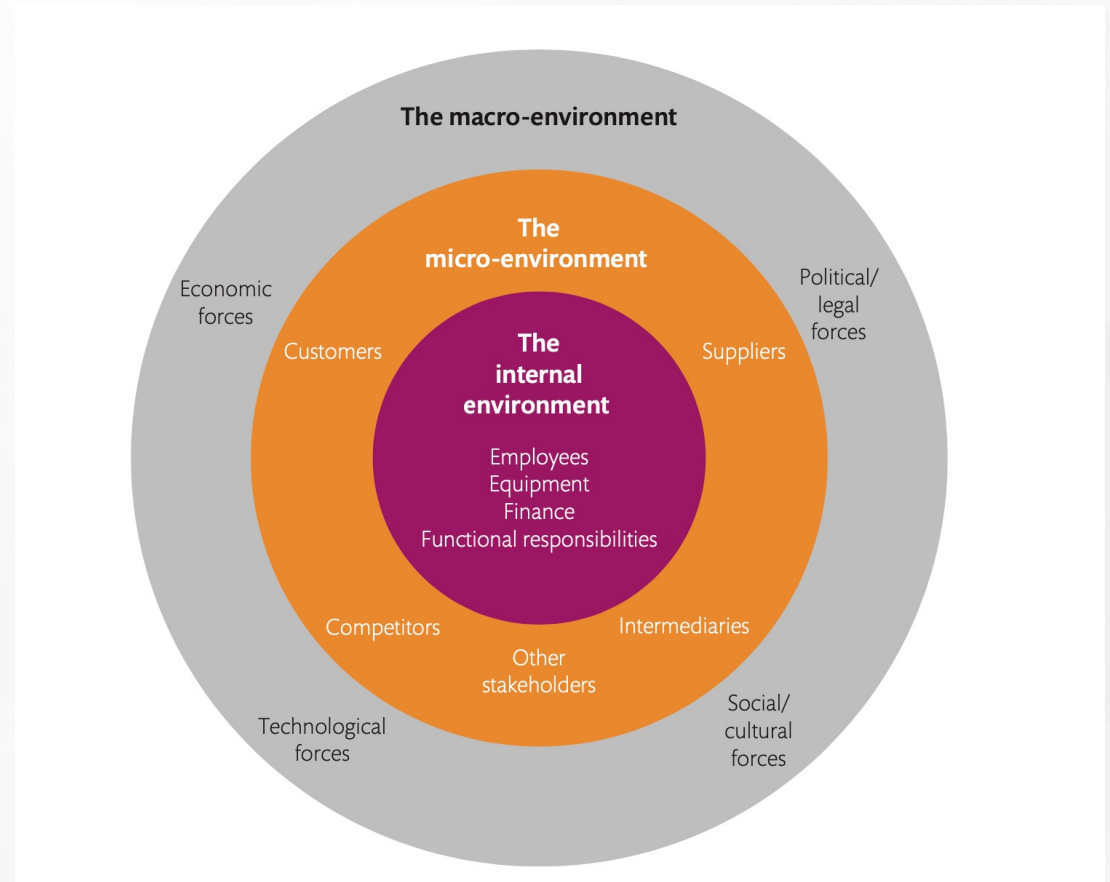 The macro-environment
The
micro-environment
Economic
forces
Political/
legal
forces
Customers
Suppliers
The
internal
environment
Employees
Equipment
Finance
Functional responsibilities
Competitors
Intermediaries
Other
stakeholders
Technological
forces
Social/
cultural
forces